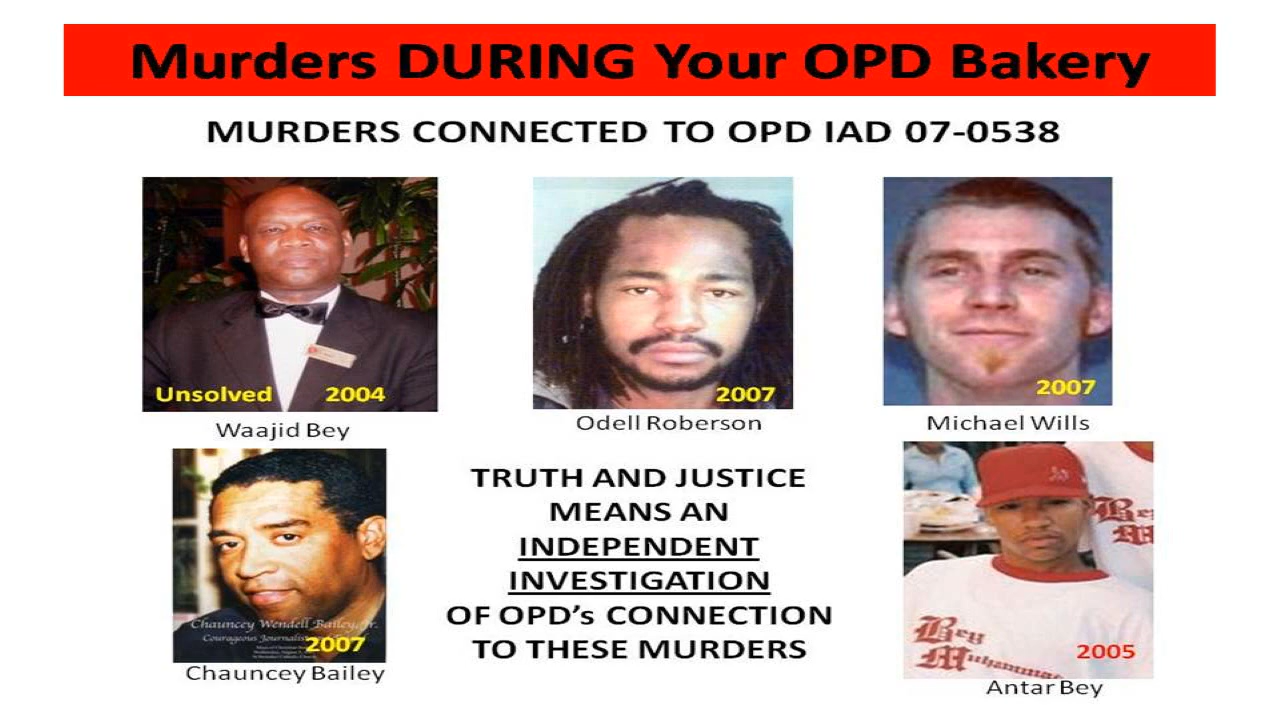 Murders DURING Your OPD Bakery
MURDERS CONNECTED TO OPD IAD 07-0538
Unsolved 2004
Waajid Bey
2007
Odell Roberson
2007
Michael Wills
Chauncey Wendell Bailey, Jr.
Courageous Journalist
2007
Chauncey Bailey
TRUTH AND JUSTICE
MEANS AN
INDEPENDENT
INVESTIGATION
OF OPD's CONNECTION
TO THESE MURDERS
Bey
Bey
2005
Antar Bey